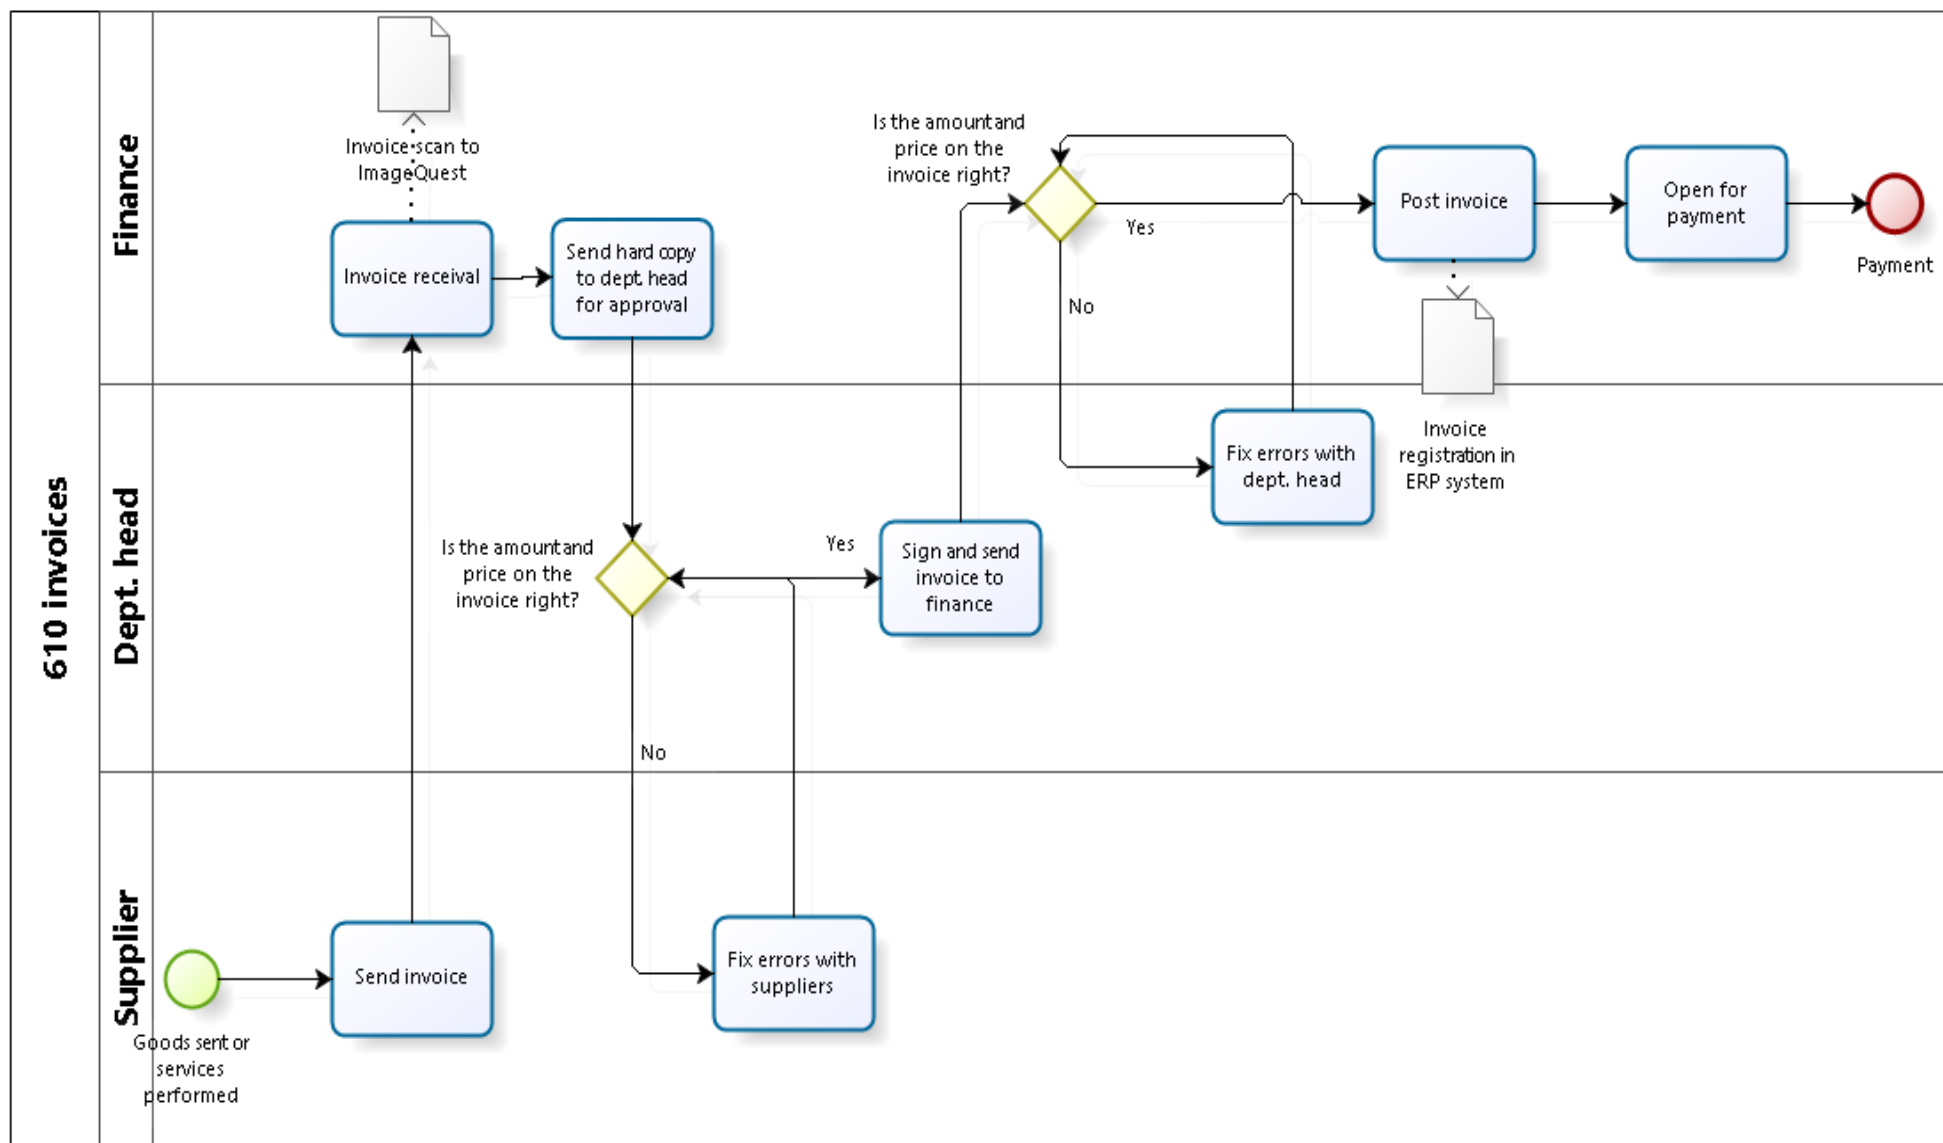 610 invoices
Finance
Dept. head
Supplier
Invoice scan to
ImageQuest
Invoice receival
Send hard copy
to dept head
for approval
Is the amountand
price on the
invoice right?
Yes
No
Post invoice
Open for
payment
Payment
Invoice
registration in
ERP system
Fix errors with
dept. head
Is the amountand
price on the
invoice right?
Yes
No
Sign and send
invoice to
finance
Goods sent or
services
performed
Send invoice
Fix errors with
suppliers